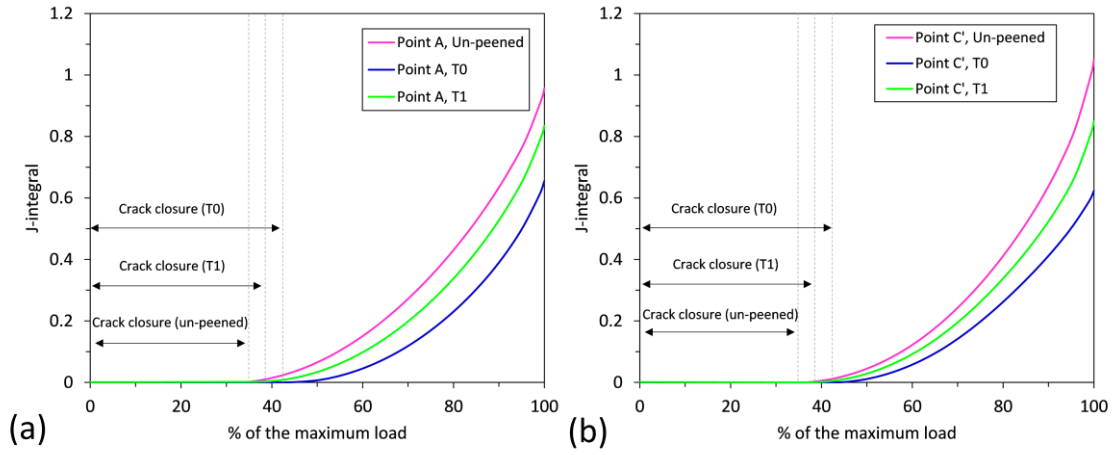 1.2
1
0.8
0.6
0.4
0.2
0
J-integral
Point A, Un-peened
Point A, T0
Point A, T1
Crack closure (T0)
Crack closure (T1)
Crack closure (un-peened)
0 20 40 60 80 100
% of the maximum load
(a)
1.2
1
0.8
0.6
0.4
0.2
0
J-integral
Point C', Un-peened
Point C', T0
Point C', T1
Crack closure (T0)
Crack closure (T1)
Crack closure (un-peened)
0 20 40 60 80 100
% of the maximum load
(b)